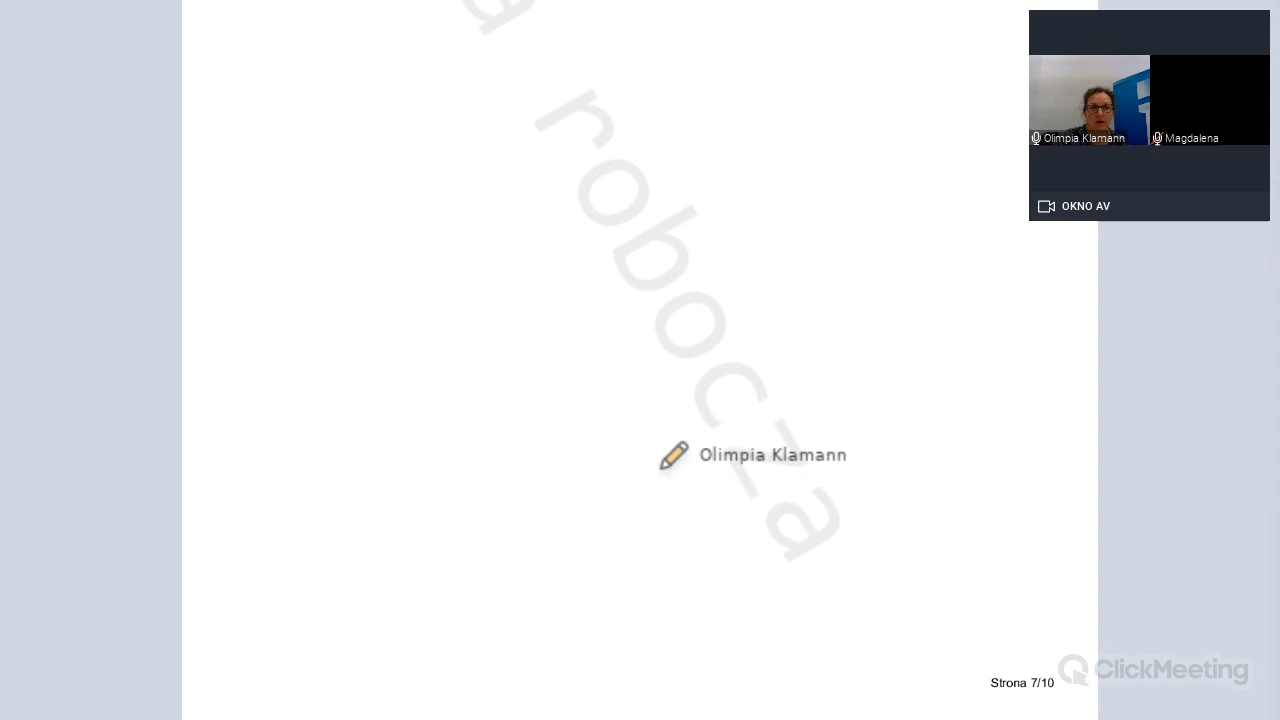 a robocza
Olimpia Klamann
Magdalena
OKNO AV
Olimpia Klamann
Strona 7/10
ClickMeeting